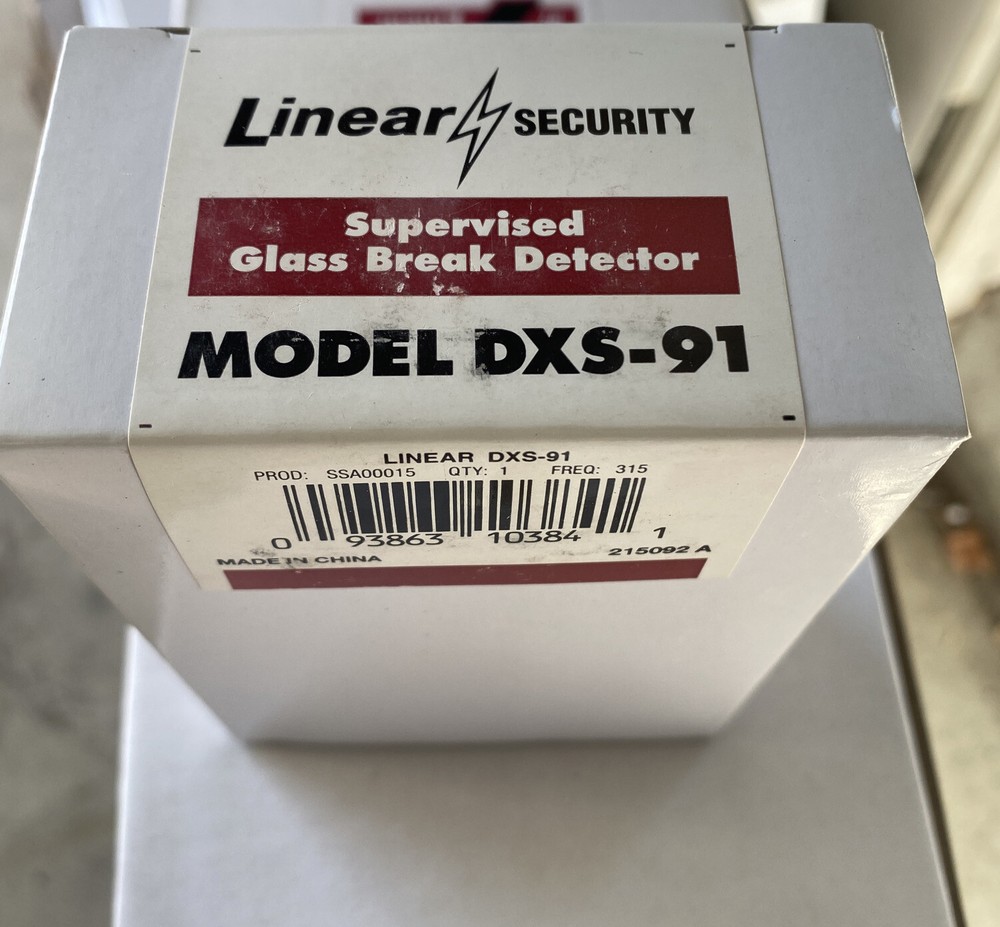 Linear SECURITY
Supervised
Glass Break Detector
MODEL DXS-91
LINEAR DXS-91
PROD: SSA00015 QTY: 1 FREQ: 315
0 93863 10384 1
MADE IN CHINA 215092 A